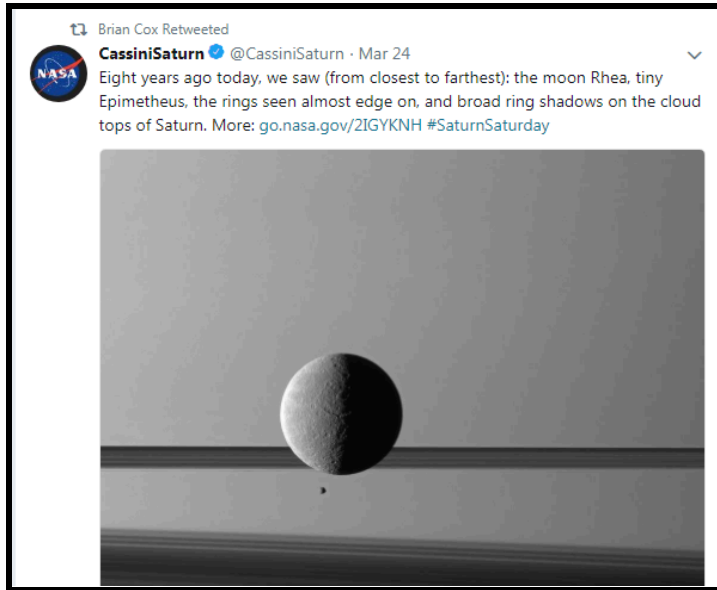 Brian Cox Retweeted
CassiniSaturn @CassiniSaturn · Mar 24
NASA
Eight years ago today, we saw (from closest to farthest): the moon Rhea, tiny
Epimetheus, the rings seen almost edge on, and broad ring shadows on the cloud
tops of Saturn. More: go.nasa.gov/2IGYKNH #SaturnSaturday